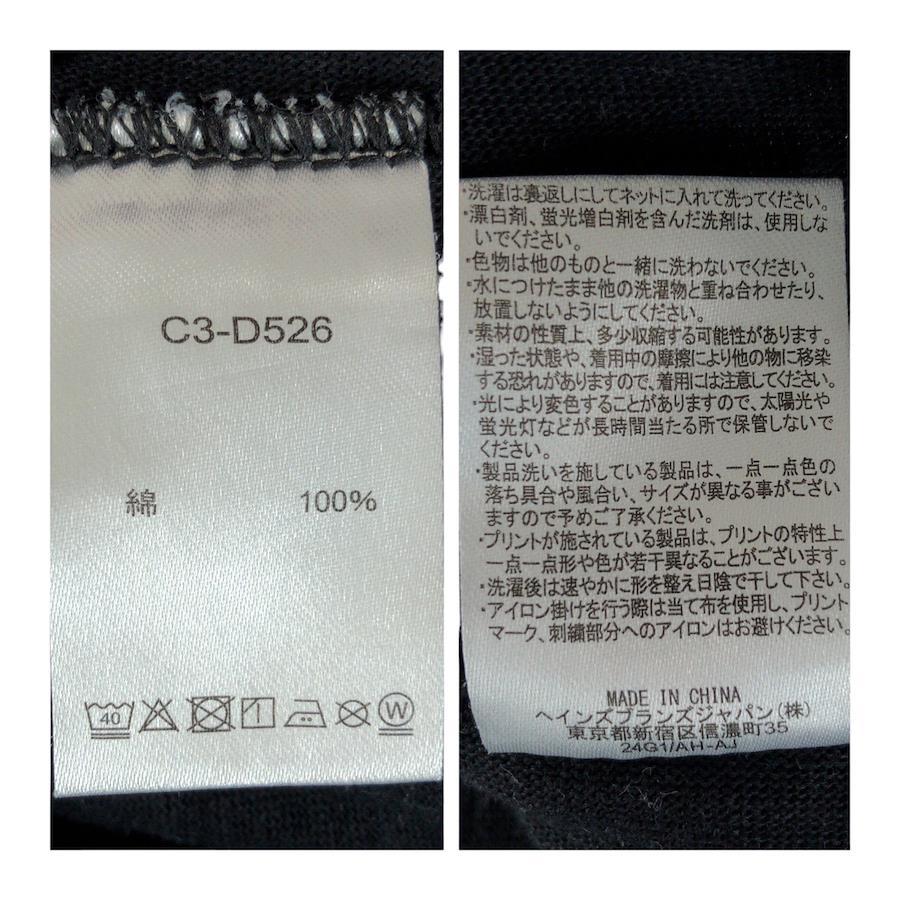 C3-D526
綿 100%
40
W
・洗濯は裏返しにしてネットに入れて洗ってください。
・漂白剤、蛍光増白剤を含んだ洗剤は、使用しな
いでください。
・色物は他のものと一緒に洗わないでください。
・水につけたまま他の洗濯物と重ね合わせたり、
放置しないようにしてください。
・素材の性質上、多少収縮する可能性があります。
・湿った状態や、着用中の摩擦により他の物に移染
する恐れがありますので、着用には注意してください。
・光により変色することがありますので、太陽光や
蛍光灯などが長時間当たる所で保管しないで
ください。
・製品洗いを施している製品は、一点一点色の
落ち具合や風合い、サイズが異なる事がござい
ますので予めご了承ください。
・プリントが施されている製品は、プリントの特性上
一点一点形や色が若干異なることがございます。
・洗濯後は速やかに形を整え日陰で干して下さい。
・アイロン掛けを行う際は当て布を使用し、プリント
マーク、刺繍部分へのアイロンはお避けください。
MADE IN CHINA
ヘインズブランズジャパン(株)
東京都新宿区信濃町35
24G1/AH-AJ